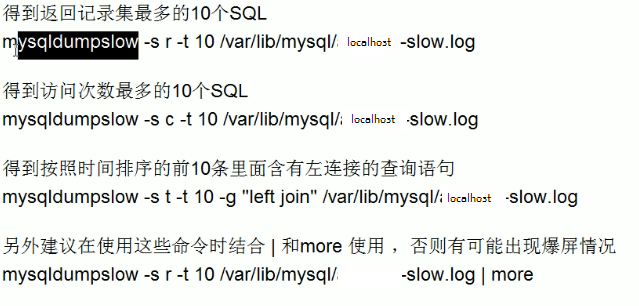 得到返回记录集最多的10个SQL
mysqldumpslow -s r -t 10 /var/lib/mysql/ localhost -slow.log
得到访问次数最多的10个SQL
mysqldumpslow -s c -t 10 /var/lib/mysql/ localhost -slow.log
得到按照时间排序的前10条里面含有左连接的查询语句
mysqldumpslow -s t -t 10 -g "left join" /var/lib/mysql/ localhost -slow.log
另外建议在使用这些命令时结合 | 和more 使用 ，否则有可能出现爆屏情况
mysqldumpslow -s r -t 10 /var/lib/mysql/ -slow.log | more